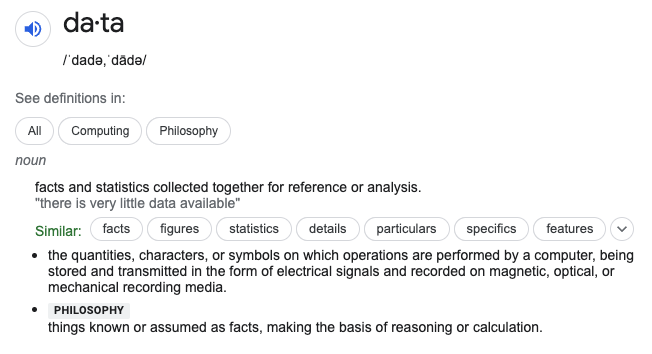 da·ta
/ˈdadə,ˈdādə/
See definitions in:
All Computing Philosophy
noun
facts and statistics collected together for reference or analysis.
"there is very little data available"
Similar: facts figures statistics details particulars specifics features
• the quantities, characters, or symbols on which operations are performed by a computer, being
stored and transmitted in the form of electrical signals and recorded on magnetic, optical, or
mechanical recording media.
• PHILOSOPHY
things known or assumed as facts, making the basis of reasoning or calculation.